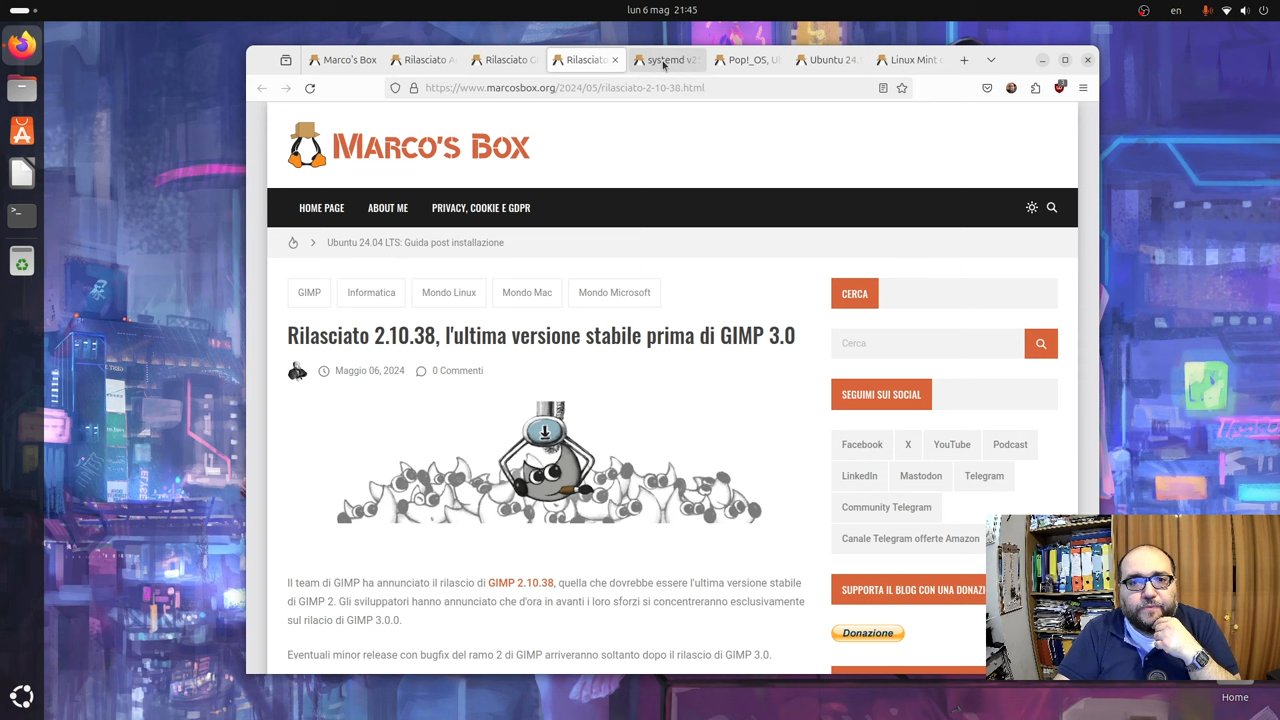 lun 6 mag 21:45
en
Marco's Box
Rilasciato
Rilasciato
Rilasciato
systemd
Pop!_OS,
Ubuntu 24.
Linux Mint
https://www.marcosbox.org/2024/05/rilasciato-2-10-38.html
3
MARCO'S BOX
HOME PAGE
ABOUT ME
PRIVACY, COOKIE E GDPR
Ubuntu 24.04 LTS: Guida post installazione
GIMP
Informatica
Mondo Linux
Mondo Mac
Mondo Microsoft
Rilasciato 2.10.38, l'ultima versione stabile prima di GIMP 3.0
Maggio 06, 2024
0 Commenti
Il team di GIMP ha annunciato il rilascio di GIMP 2.10.38, quella che dovrebbe essere l'ultima versione stabile
di GIMP 2. Gli sviluppatori hanno annunciato che d'ora in avanti i loro sforzi si concentreranno esclusivamente
sul rilacio di GIMP 3.0.0.
Eventuali minor release con bugfix del ramo 2 di GIMP arriveranno soltanto dopo il rilascio di GIMP 3.0.
CERCA
Cerca
SEGUIMI SUI SOCIAL
Facebook
X
YouTube
Podcast
LinkedIn
Mastodon
Telegram
Community Telegram
Canale Telegram offerte Amazon
SUPPORTA IL BLOG CON UNA DONAZI
Donazione
Home